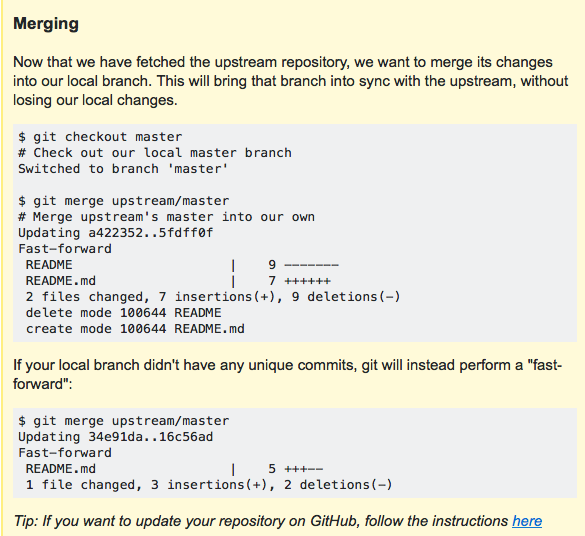 Merging
Now that we have fetched the upstream repository, we want to merge its changes
into our local branch. This will bring that branch into sync with the upstream, without
losing our local changes.
$ git checkout master
# Check out our local master branch
Switched to branch 'master'
$ git merge upstream/master
# Merge upstream's master into our own
Updating a422352..5fdff0f
Fast-forward
README | 9 -------
README.md | 7 ++++++
2 files changed, 7 insertions(+), 9 deletions(-)
delete mode 100644 README
create mode 100644 README.md
If your local branch didn't have any unique commits, git will instead perform a "fast-
forward":
$ git merge upstream/master
Updating 34e91da..16c56ad
Fast-forward
README.md | 5 +++--
1 file changed, 3 insertions(+), 2 deletions(-)
Tip: If you want to update your repository on GitHub, follow the instructions here